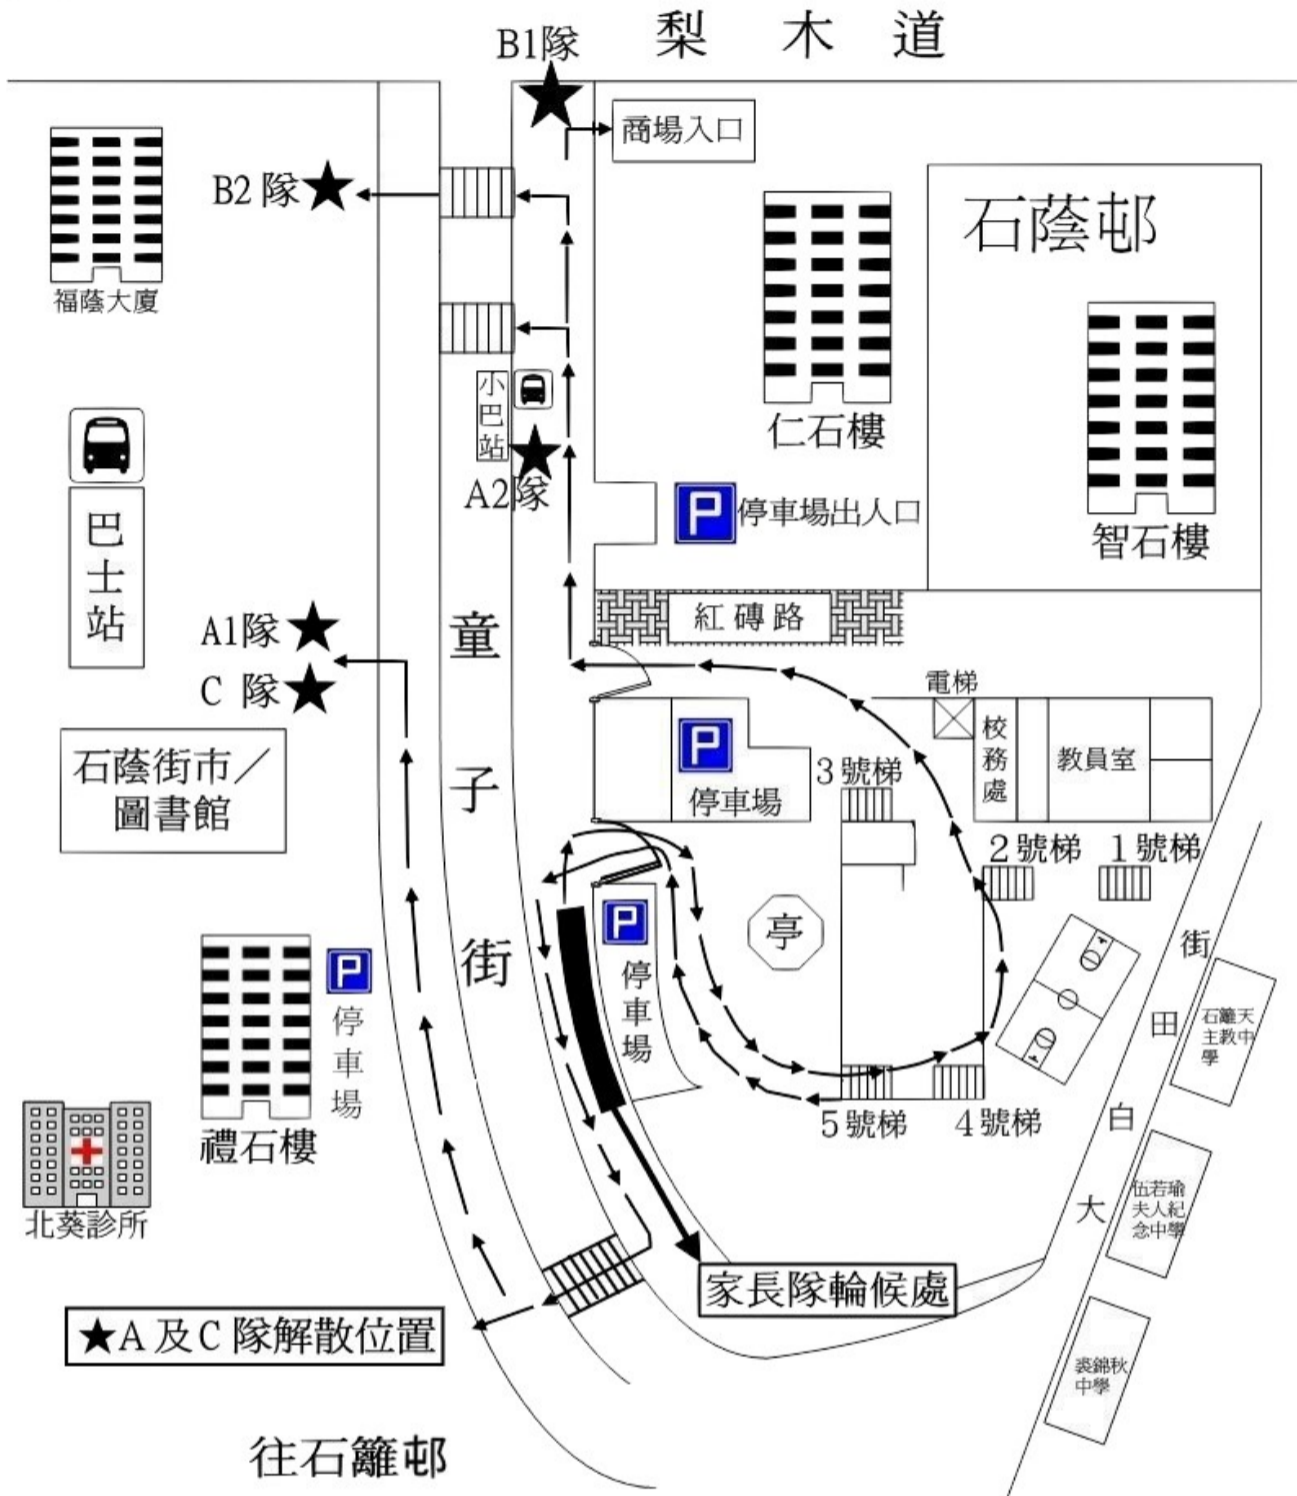 梨木道
B1隊
商場入口
B2 隊
石蔭邨
福蔭大廈
小巴站
仁石樓
A2隊
P
停車場出入口
智石樓
巴士站
紅磚路
A1隊
C 隊
童子街
電梯
校務處
教員室
P
停車場
3號梯
石蔭街市／
圖書館
2號梯
1號梯
亭
P
停車場
P
停車場
禮石樓
5號梯
4號梯
大白田街
石籬天
主教中
學
伍若瑜
夫人紀
念中學
裘錦秋
中學
北葵診所
家長隊輪候處
★A及C隊解散位置
往石籬邨